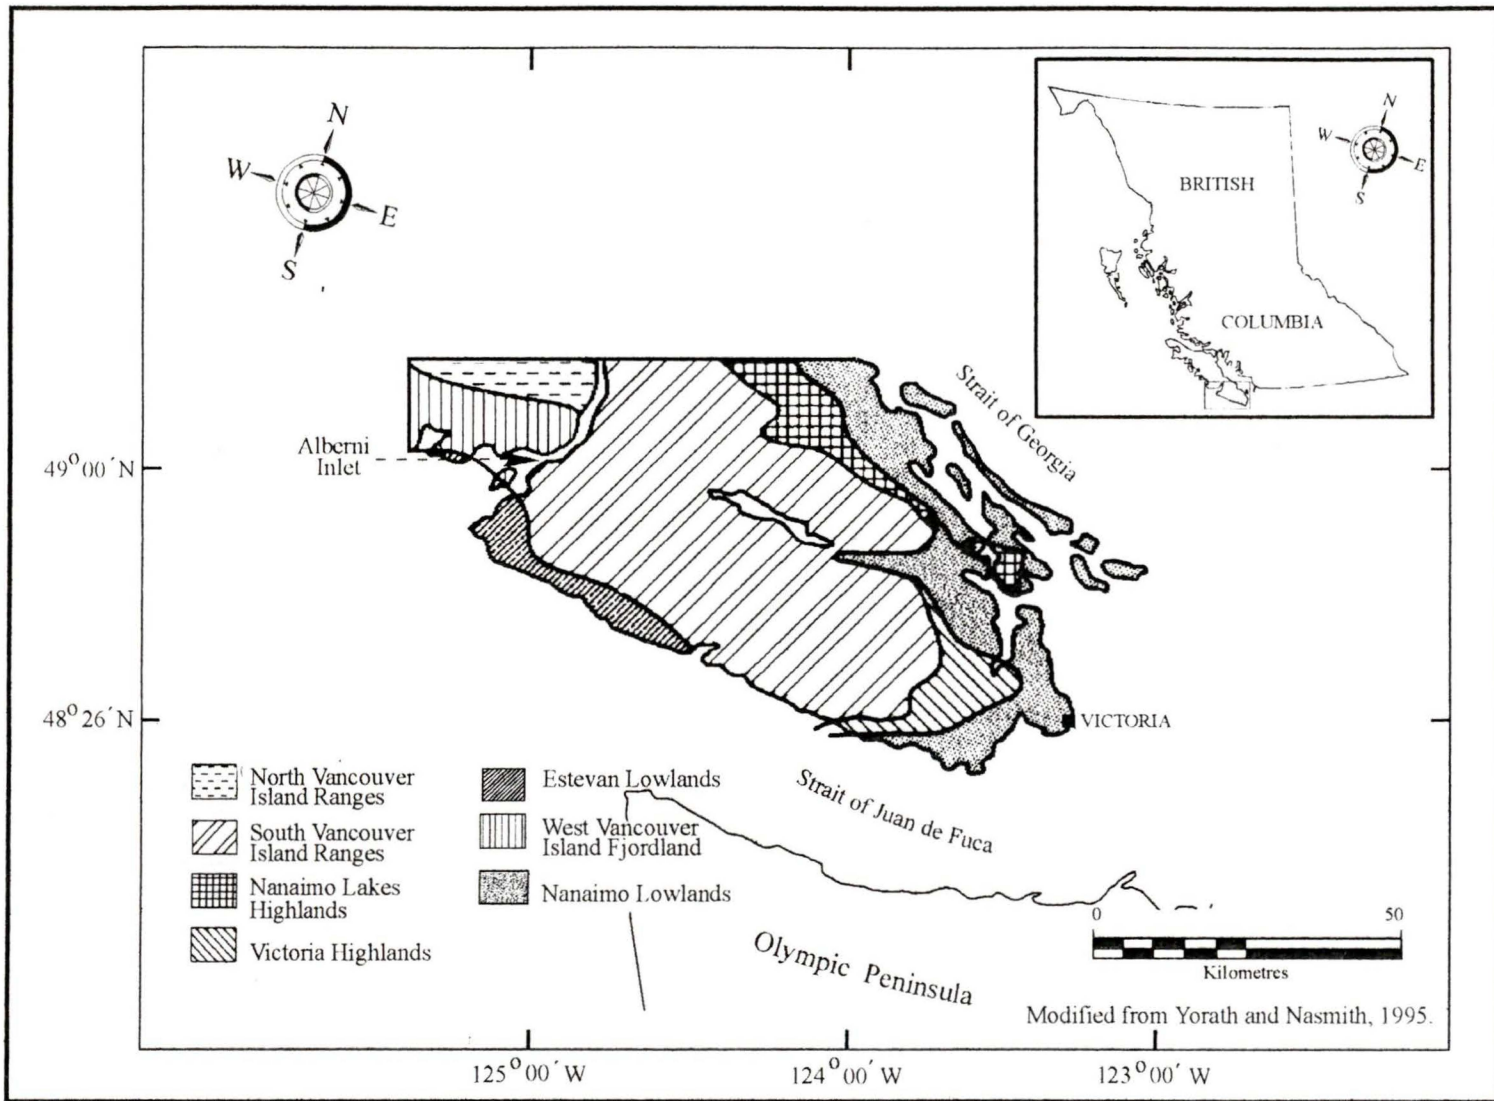 N
W
E
S
N
W
E
S
BRITISH
COLUMBIA
Strait of Georgia
Alberni
Inlet
49°00´N
48°26´N
VICTORIA
Strait of Juan de Fuca
North Vancouver
Island Ranges
South Vancouver
Island Ranges
Nanaimo Lakes
Highlands
Victoria Highlands
Estevan Lowlands
West Vancouver
Island Fjordland
Nanaimo Lowlands
Olympic Peninsula
0 50
Kilometres
Modified from Yorath and Nasmith, 1995.
125°00´ W
124°00´ W
123°00´ W